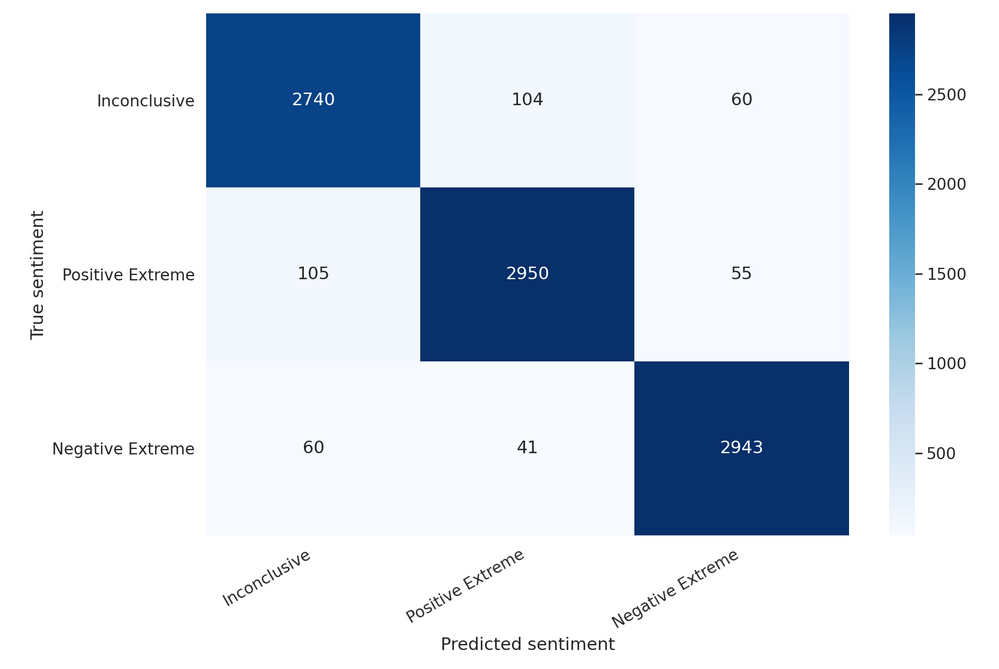 Inconclusive 2740 104 60
Positive Extreme 105 2950 55
Negative Extreme 60 41 2943
True sentiment
Inconclusive Positive Extreme Negative Extreme
Predicted sentiment
2500
2000
1500
1000
500